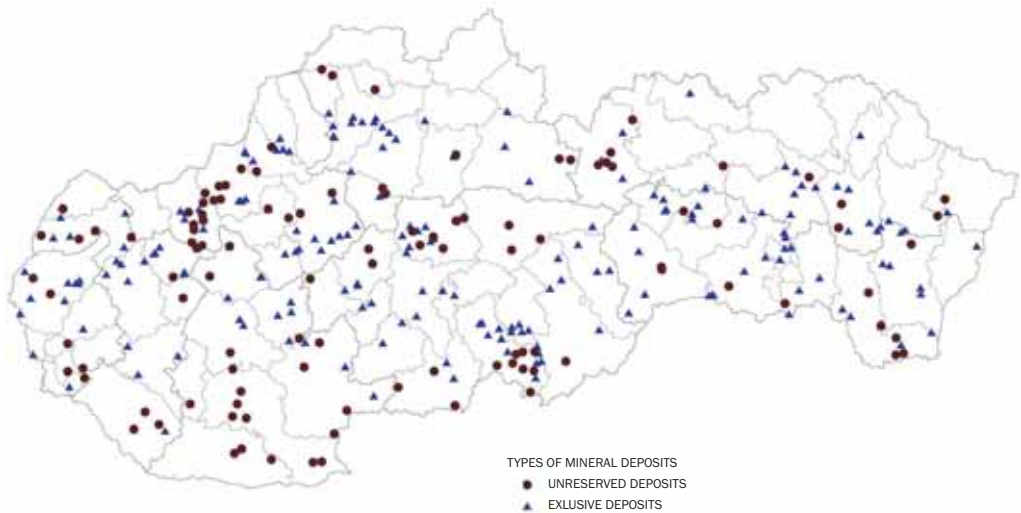 TYPES OF MINERAL DEPOSITS
UNRESERVED DEPOSITS
EXLUSIVE DEPOSITS